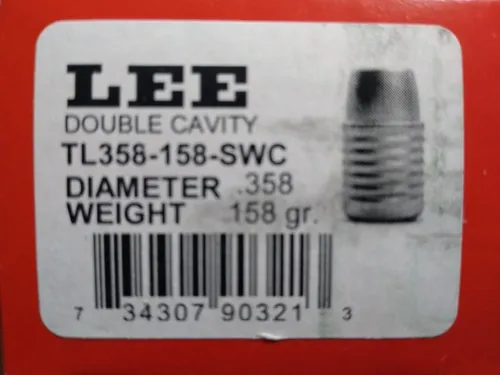 LEE
DOUBLE CAVITY
TL358-158-SWC
DIAMETER .358
WEIGHT 158 gr.
7 34307 90321 3